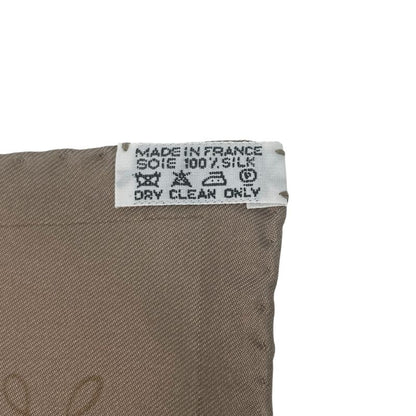 MADE IN FRANCE
SOIE 100% SILK
DRY CLEAN ONLY